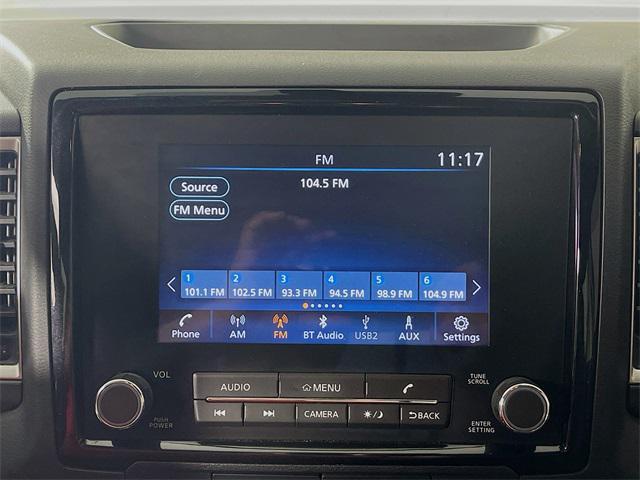 FM 11:17
Source 104.5 FM
FM Menu
1 2 3 4 5 6
101.1 FM 102.5 FM 93.3 FM 94.5 FM 98.9 FM 104.9 FM
Phone AM FM BT Audio USB2 AUX Settings
VOL AUDIO MENU TUNE
SCROLL
PUSH
POWER
CAMERA BACK
ENTER
SETTING